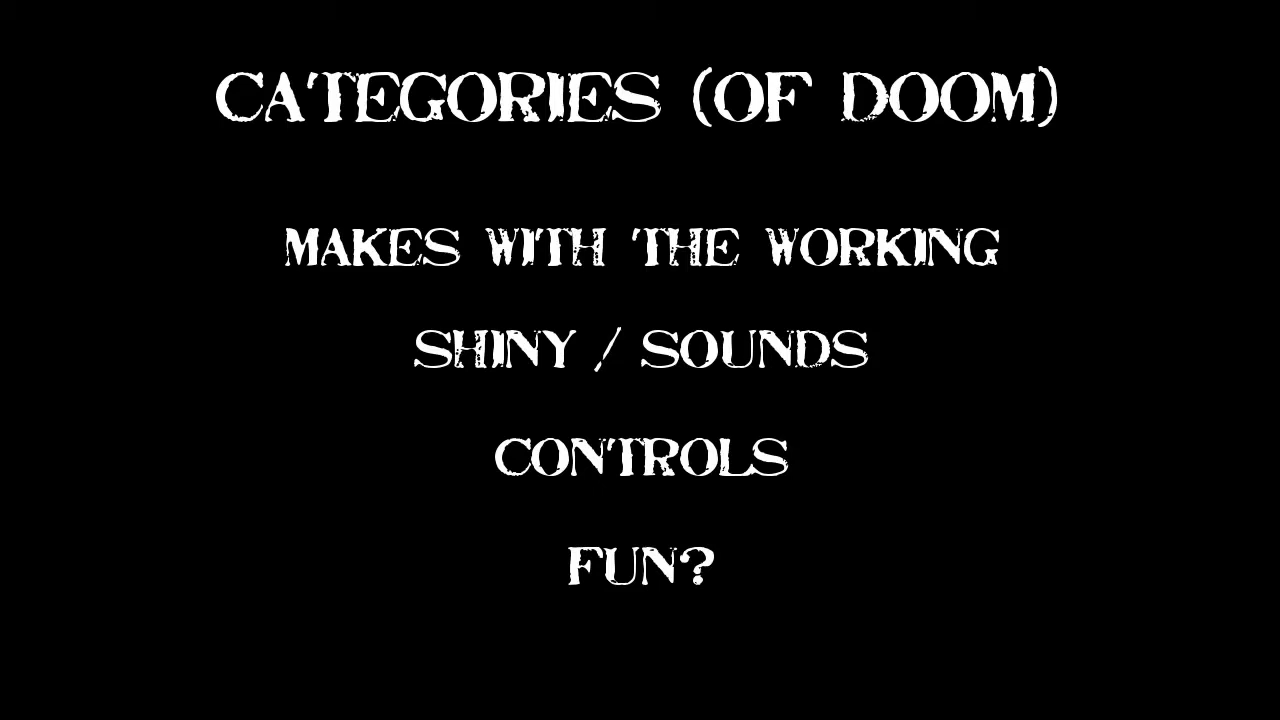 CATEGORIES (OF DOOM)
MAKES WITH THE WORKING
SHINY / SOUNDS
CONTROLS
FUN?